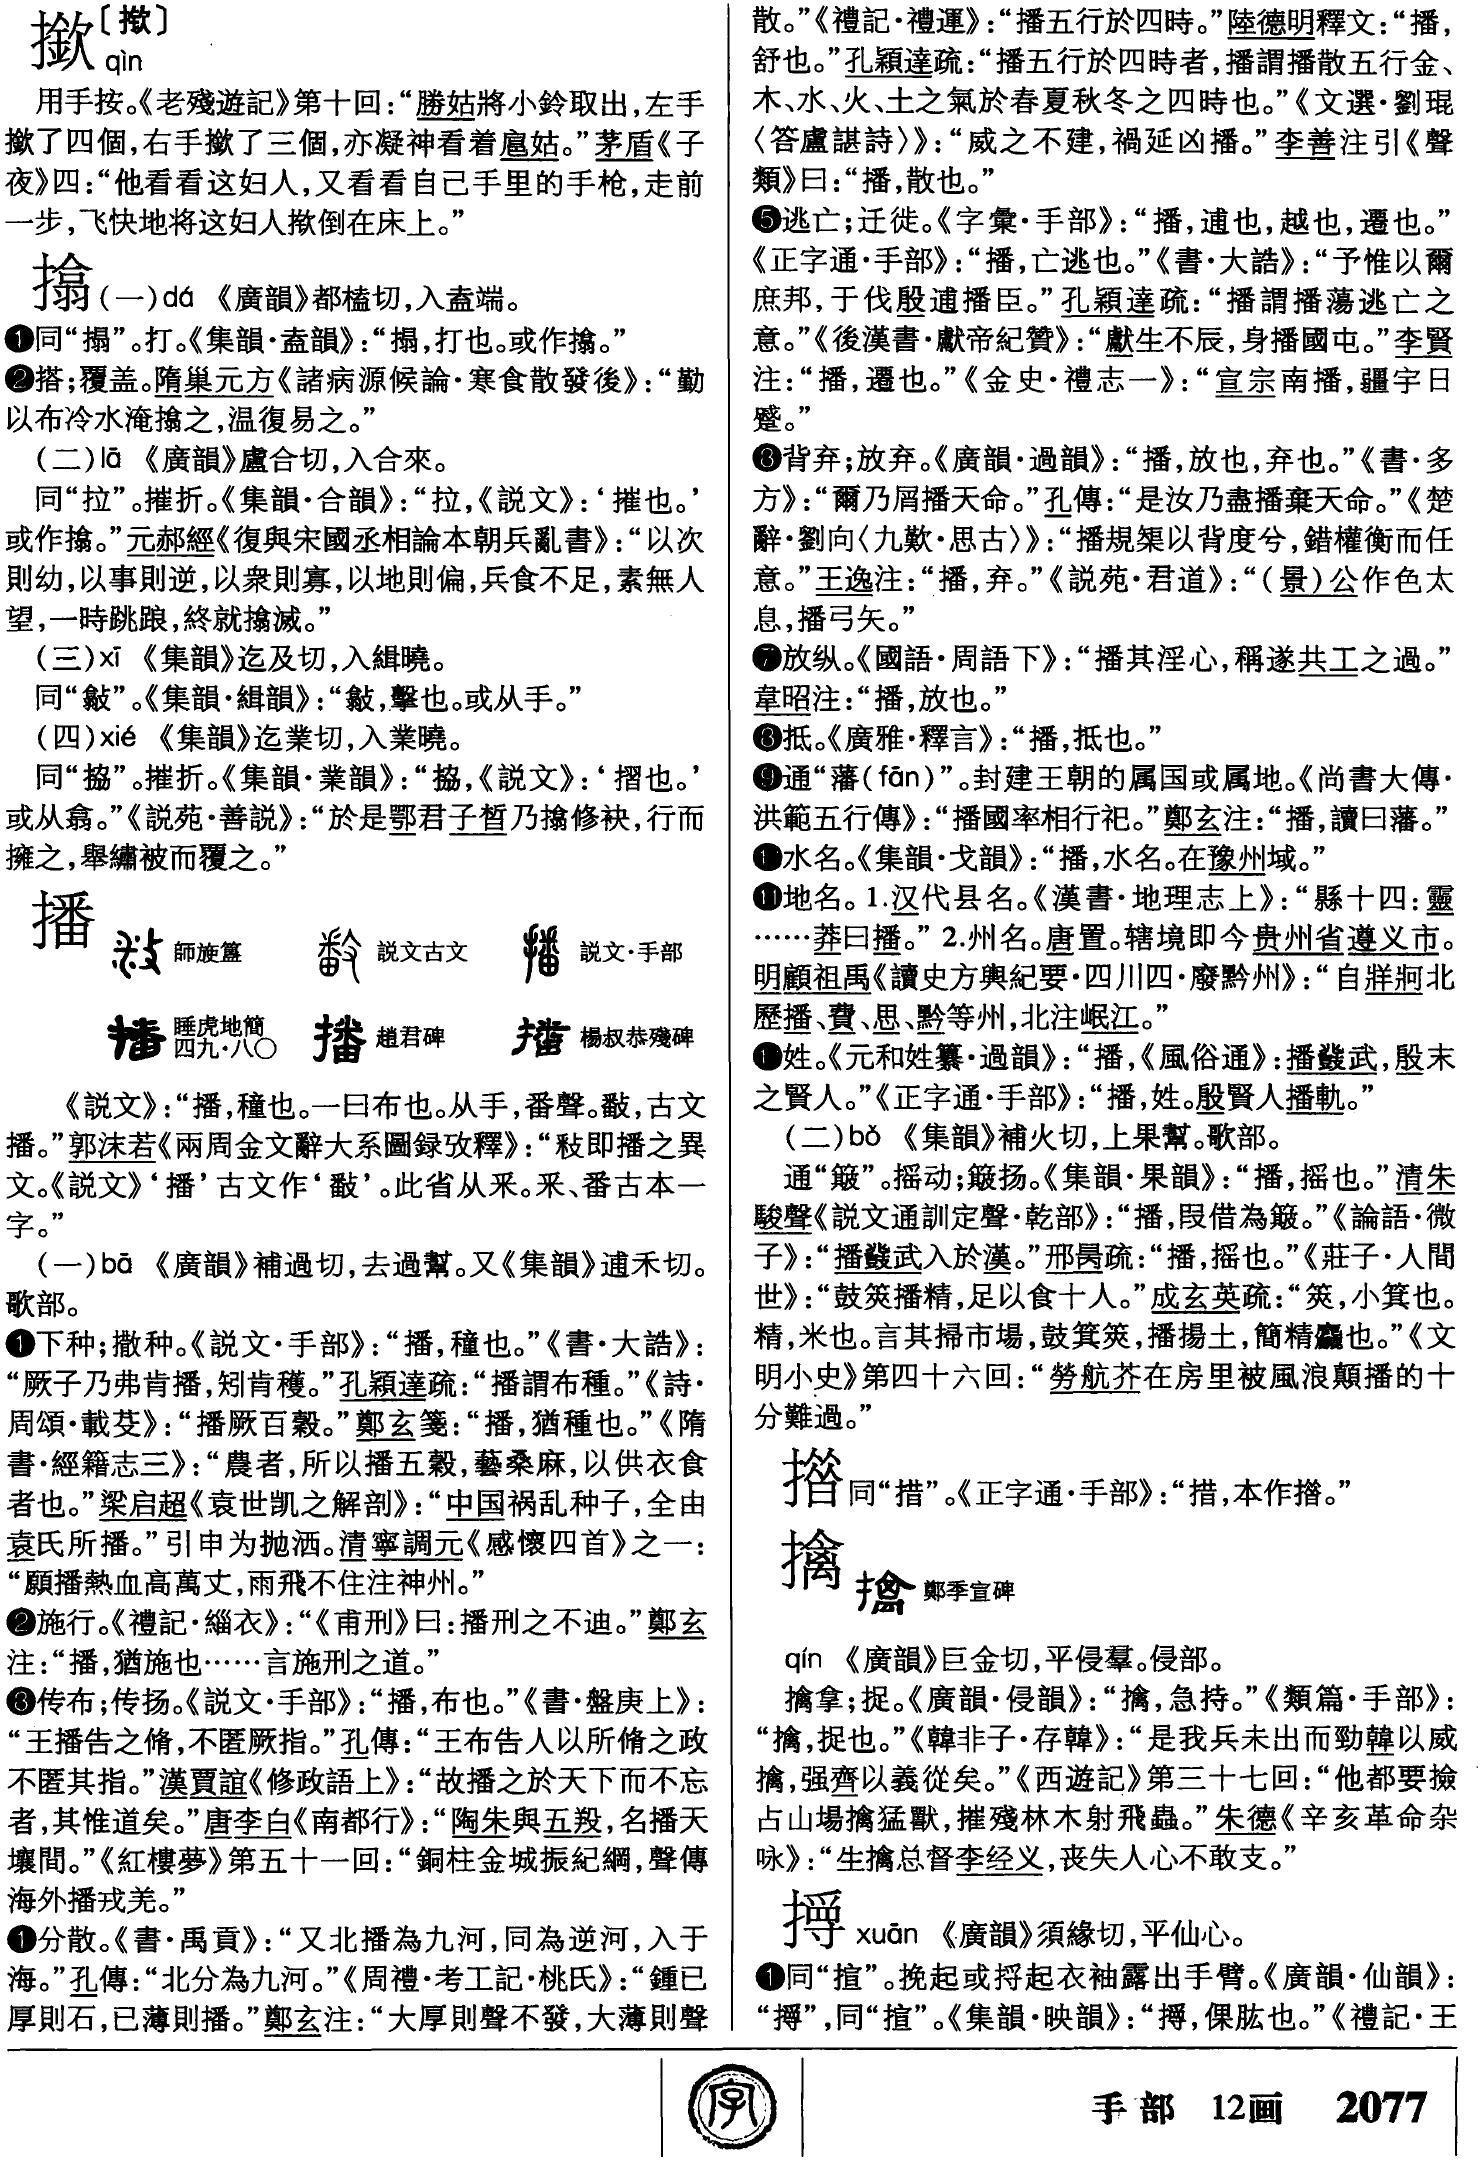 撳〔揿〕
qìn
用手按。《老殘遊記》第十回：“勝姑將小鈴取出，左手
撳了四個，右手撳了三個，亦凝神看着扈姑。”茅盾《子
夜》四：“他看看这妇人，又看看自己手里的手枪，走前
一步，飞快地将这妇人揿倒在床上。”
搚(一)dá 《廣韻》都榼切，入盍端。
❶同“搨”。打。《集韻·盍韻》：“搨，打也。或作㩉。”
❷搭；覆盖。隋巢元方《諸病源候論·寒食散發後》：“勤
以布冷水淹㩉之，温復易之。”
(二)lā 《廣韻》盧合切，入合來。
同“拉”。摧折。《集韻·合韻》：“拉，《説文》：‘摧也。’
或作㩉。”元郝經《復與宋國丞相論本朝兵亂書》：“以次
則幼，以事則逆，以衆則寡，以地則偏，兵食不足，素無人
望，一時跳踉，終就㩉滅。”
(三)xī 《集韻》迄及切，入緝曉。
同“㪧”。《集韻·緝韻》：“㪧，擊也。或从手。”
(四)xié 《集韻》迄業切，入業曉。
同“拹”。摧折。《集韻·業韻》：“拹，《説文》：‘摺也。’
或从翕。”《説苑·善説》：“於是鄂君子晳乃㩉修袂，行而
擁之，舉繡被而覆之。”
播
師旋簋 説文古文 説文·手部
睡虎地簡四九·八〇 趙君碑 楊叔恭殘碑
《説文》：“播，穜也。一曰布也。从手，番聲。𢿥，古文
播。”郭沫若《兩周金文辭大系圖録攷釋》：“𢿥即播之異
文。《説文》‘播’古文作‘𢿥’。此省从釆。釆、番古本一
字。”
(一)bō 《廣韻》補過切，去過幫。又《集韻》逋禾切。
歌部。
❶下种；撒种。《説文·手部》：“播，穜也。”《書·大誥》：
“厥子乃弗肯播，矧肯穫。”孔穎達疏：“播謂布種。”《詩·
周頌·載芟》：“播厥百穀。”鄭玄箋：“播，猶種也。”《隋
書·經籍志三》：“農者，所以播五穀，藝桑麻，以供衣食
者也。”梁启超《袁世凯之解剖》：“中国祸乱种子，全由
袁氏所播。”引申为抛洒。清寧調元《感懷四首》之一：
“願播熱血高萬丈，雨飛不住注神州。”
❷施行。《禮記·緇衣》：“《甫刑》曰：播刑之不迪。”鄭玄
注：“播，猶施也……言施刑之道。”
❸传布；传扬。《説文·手部》：“播，布也。”《書·盤庚上》：
“王播告之脩，不匿厥指。”孔傳：“王布告人以所脩之政
不匿其指。”漢賈誼《修政語上》：“故播之於天下而不忘
者，其惟道矣。”唐李白《南都行》：“陶朱與五羖，名播天
壤間。”《紅樓夢》第五十一回：“銅柱金城振紀綱，聲傳
海外播戎羌。”
❶分散。《書·禹貢》：“又北播為九河，同為逆河，入于
海。”孔傳：“北分為九河。”《周禮·考工記·桃氏》：“鍾已
厚則石，已薄則播。”鄭玄注：“大厚則聲不發，大薄則聲
散。”《禮記·禮運》：“播五行於四時。”陸德明釋文：“播，
舒也。”孔穎達疏：“播五行於四時者，播謂播散五行金、
木、水、火、土之氣於春夏秋冬之四時也。”《文選·劉琨
〈答盧諶詩〉》：“威之不建，禍延凶播。”李善注引《聲
類》曰：“播，散也。”
❺逃亡；迁徙。《字彙·手部》：“播，逋也，越也，遷也。”
《正字通·手部》：“播，亡逃也。”《書·大誥》：“予惟以爾
庶邦，于伐殷逋播臣。”孔穎達疏：“播謂播蕩逃亡之
意。”《後漢書·獻帝紀贊》：“獻生不辰，身播國屯。”李賢
注：“播，遷也。”《金史·禮志一》：“宣宗南播，疆宇日
蹙。”
❻背弃；放弃。《廣韻·過韻》：“播，放也，弃也。”《書·多
方》：“爾乃屑播天命。”孔傳：“是汝乃盡播棄天命。”《楚
辭·劉向〈九歎·思古〉》：“播規榘以背度兮，錯權衡而任
意。”王逸注：“播，弃。”《説苑·君道》：“(景)公作色太
息，播弓矢。”
❼放纵。《國語·周語下》：“播其淫心，稱遂共工之過。”
韋昭注：“播，放也。”
❽抵。《廣雅·釋言》：“播，抵也。”
❾通“藩(fān)”。封建王朝的属国或属地。《尚書大傳·
洪範五行傳》：“播國率相行祀。”鄭玄注：“播，讀曰藩。”
❿水名。《集韻·戈韻》：“播，水名。在豫州域。”
⓫地名。1.汉代县名。《漢書·地理志上》：“縣十四：靈
……莽曰播。” 2.州名。唐置。辖境即今贵州省遵义市。
明顧祖禹《讀史方輿紀要·四川四·廢黔州》：“自牂牁北
歷播、費、思、黔等州，北注岷江。”
⓬姓。《元和姓纂·過韻》：“播，《風俗通》：播鼗武，殷末
之賢人。”《正字通·手部》：“播，姓。殷賢人播軌。”
(二)bǒ 《集韻》補火切，上果幫。歌部。
通“簸”。摇动；簸扬。《集韻·果韻》：“播，摇也。”清朱
駿聲《説文通訓定聲·乾部》：“播，叚借為簸。”《論語·微
子》：“播鼗武入於漢。”邢昺疏：“播，摇也。”《莊子·人間
世》：“鼓筴播精，足以食十人。”成玄英疏：“筴，小箕也。
精，米也。言其掃市場，鼓箕筴，播揚土，簡精麤也。”《文
明小史》第四十六回：“勞航芥在房里被風浪顛播的十
分難過。”
㨷同“措”。《正字通·手部》：“措，本作㨷。”
擒
鄭季宣碑
qín 《廣韻》巨金切，平侵羣。侵部。
擒拿；捉。《廣韻·侵韻》：“擒，急持。”《類篇·手部》：
“擒，捉也。”《韓非子·存韓》：“是我兵未出而勁韓以威
擒，强齊以義從矣。”《西遊記》第三十七回：“他都要撿
占山場擒猛獸，摧殘林木射飛蟲。”朱德《辛亥革命杂
咏》：“生擒总督李经义，丧失人心不敢支。”
㩊 xuān 《廣韻》須緣切，平仙心。
❶同“揎”。挽起或捋起衣袖露出手臂。《廣韻·仙韻》：
“㩊”，同“揎”。《集韻·映韻》：“㩊，倮肱也。”《禮記·王
手部 12画 2077
字